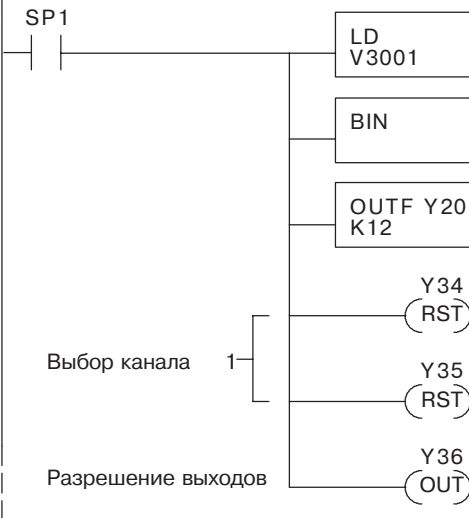 SP1
LD
V3001
BIN
OUTF Y20
K12
Y34
RST
Выбор канала 1
Y35
RST
Y36
Разрешение выходов
OUT